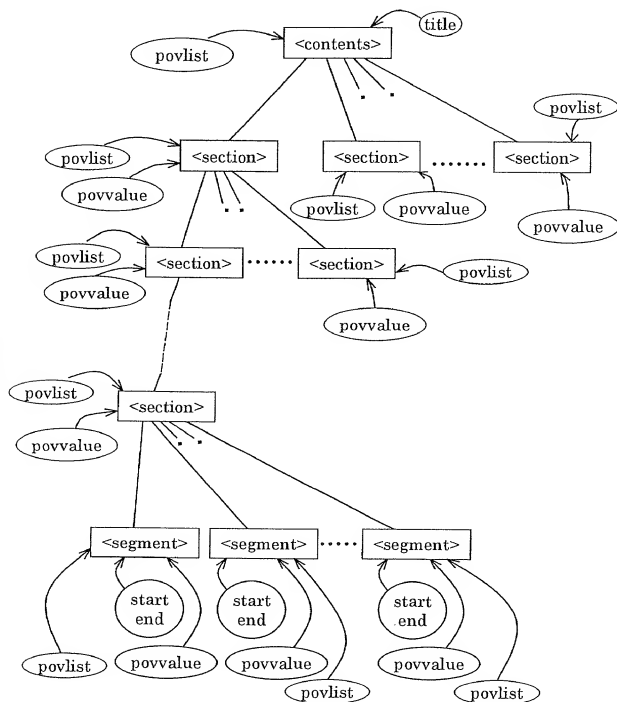 title
<contents>
povlist
povlist
povlist
<section>
<section>
<section>
povvalue
povlist
povvalue
povvalue
povlist
<section>
<section>
povlist
povvalue
povvalue
povlist
<section>
povvalue
<segment>
<segment>
<segment>
start
end
start
end
start
end
povlist
povvalue
povvalue
povvalue
povlist
povlist